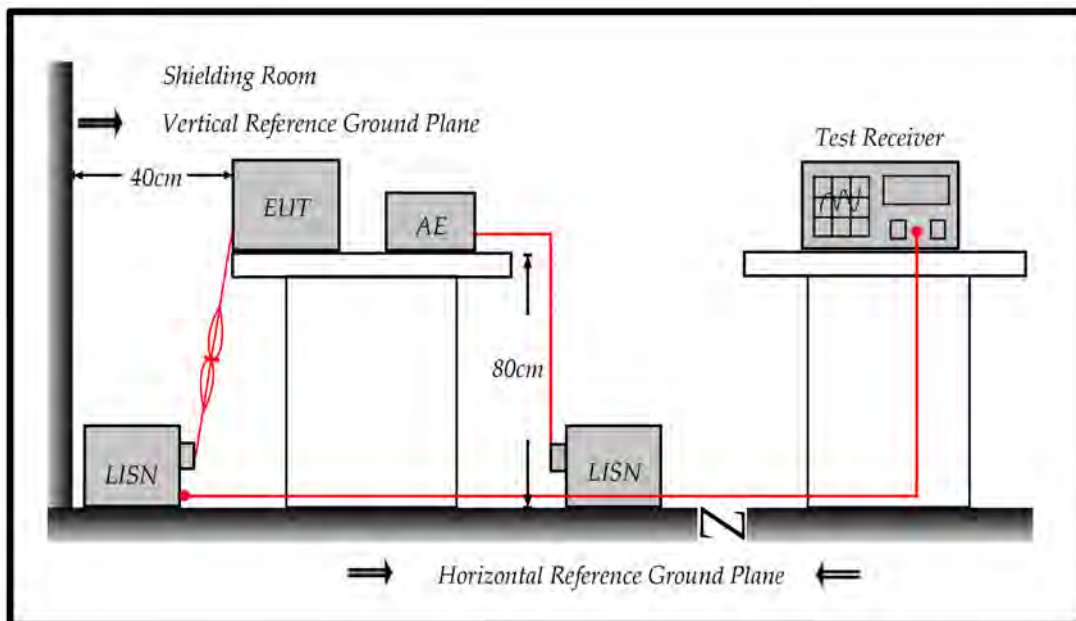 Shielding Room
Vertical Reference Ground Plane
Test Receiver
40cm
EUT
AE
80cm
LISN
LISN
Horizontal Reference Ground Plane